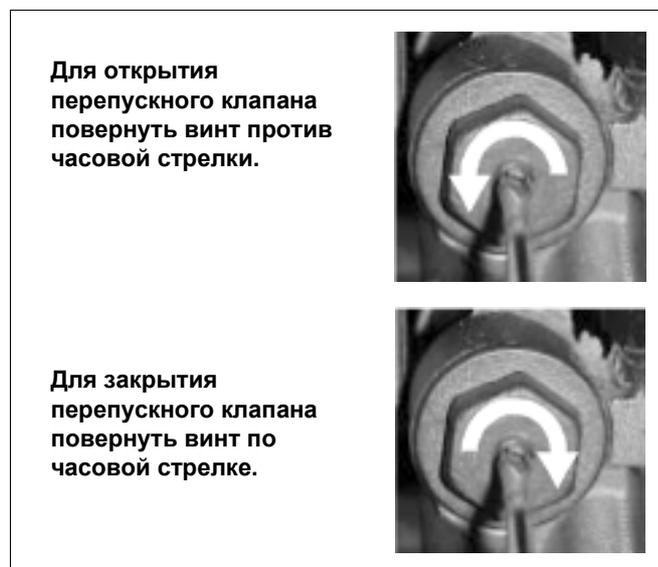 Для открытия
перепускного клапана
повернуть винт против
часовой стрелки.
Для закрытия
перепускного клапана
повернуть винт по
часовой стрелке.